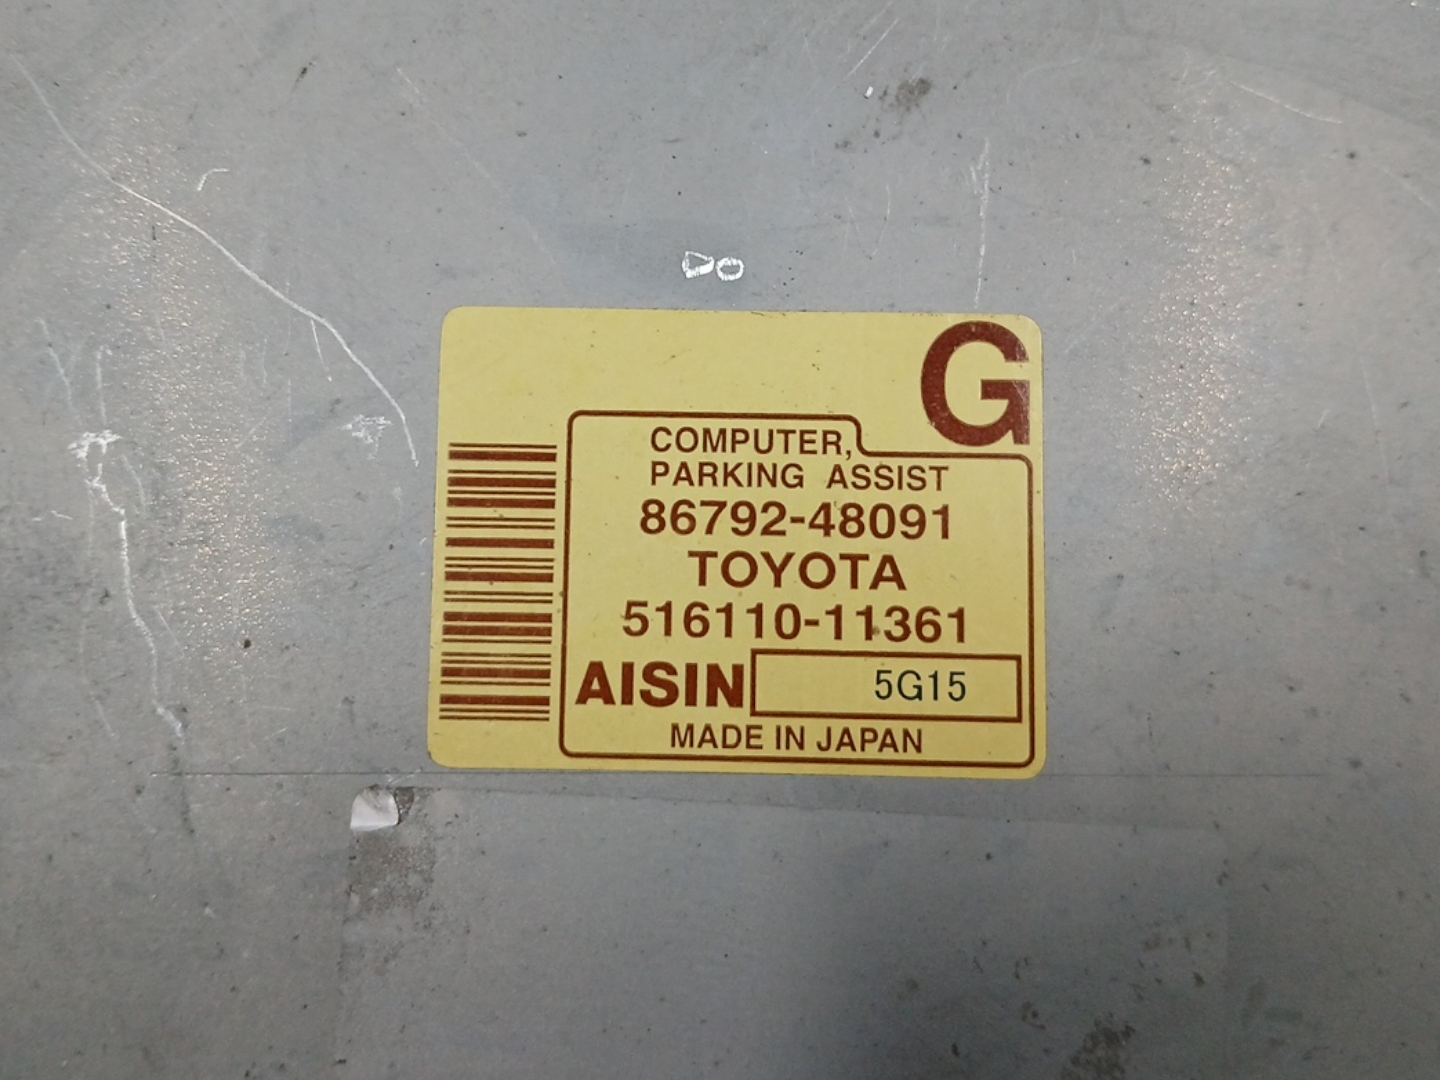 G
COMPUTER,
PARKING ASSIST
86792-48091
TOYOTA
516110-11361
AISIN 5G15
MADE IN JAPAN